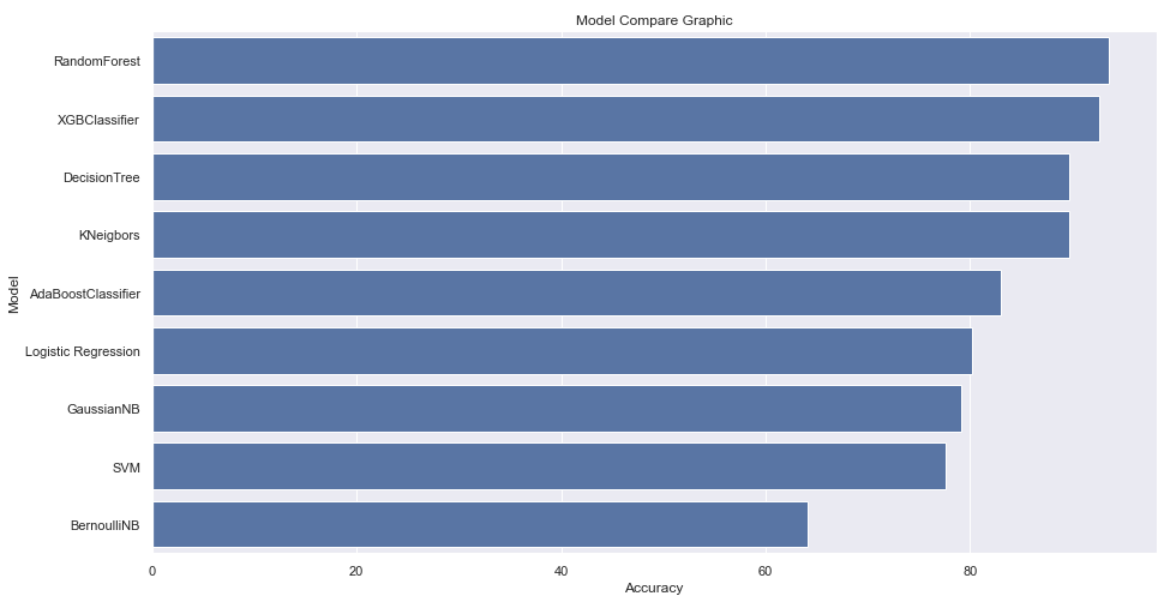 Model Compare Graphic
RandomForest
XGBClassifier
DecisionTree
KNeigbors
AdaBoostClassifier
Logistic Regression
GaussianNB
SVM
BernoulliNB
Model
0 20 40 60 80
Accuracy